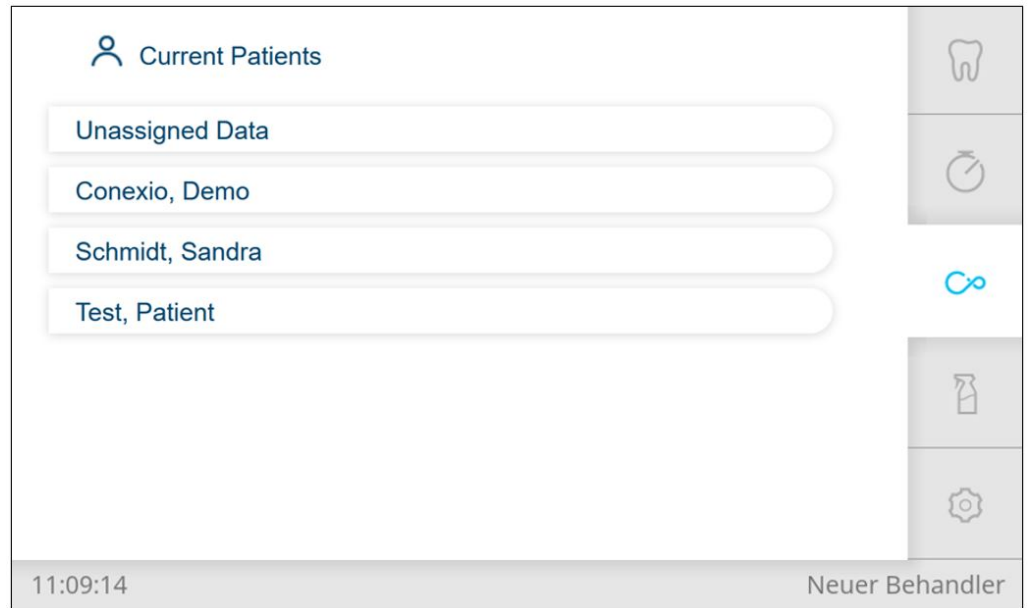 Current Patients
Unassigned Data
Conexio, Demo
Schmidt, Sandra
Test, Patient
11:09:14
Neuer Behandler